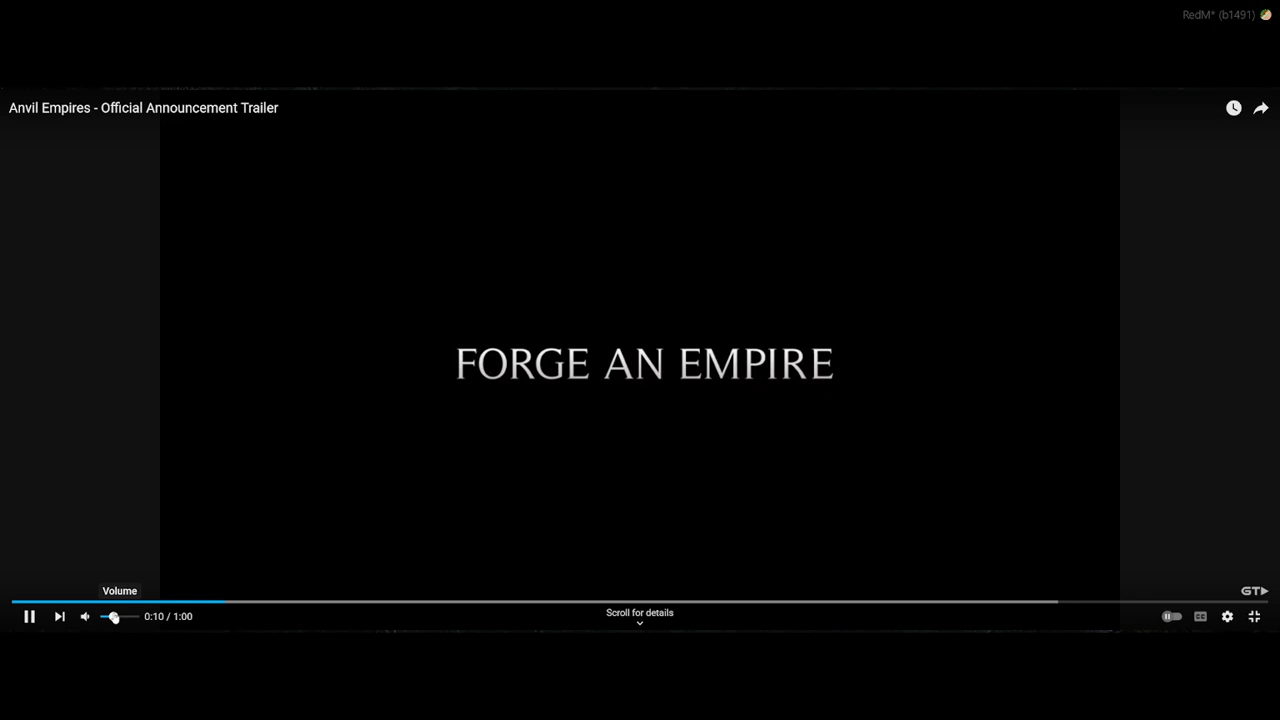 RedM* (b1491)
Anvil Empires - Official Announcement Trailer
FORGE AN EMPIRE
Volume
GT
0:10 / 1:00
Scroll for details
CC